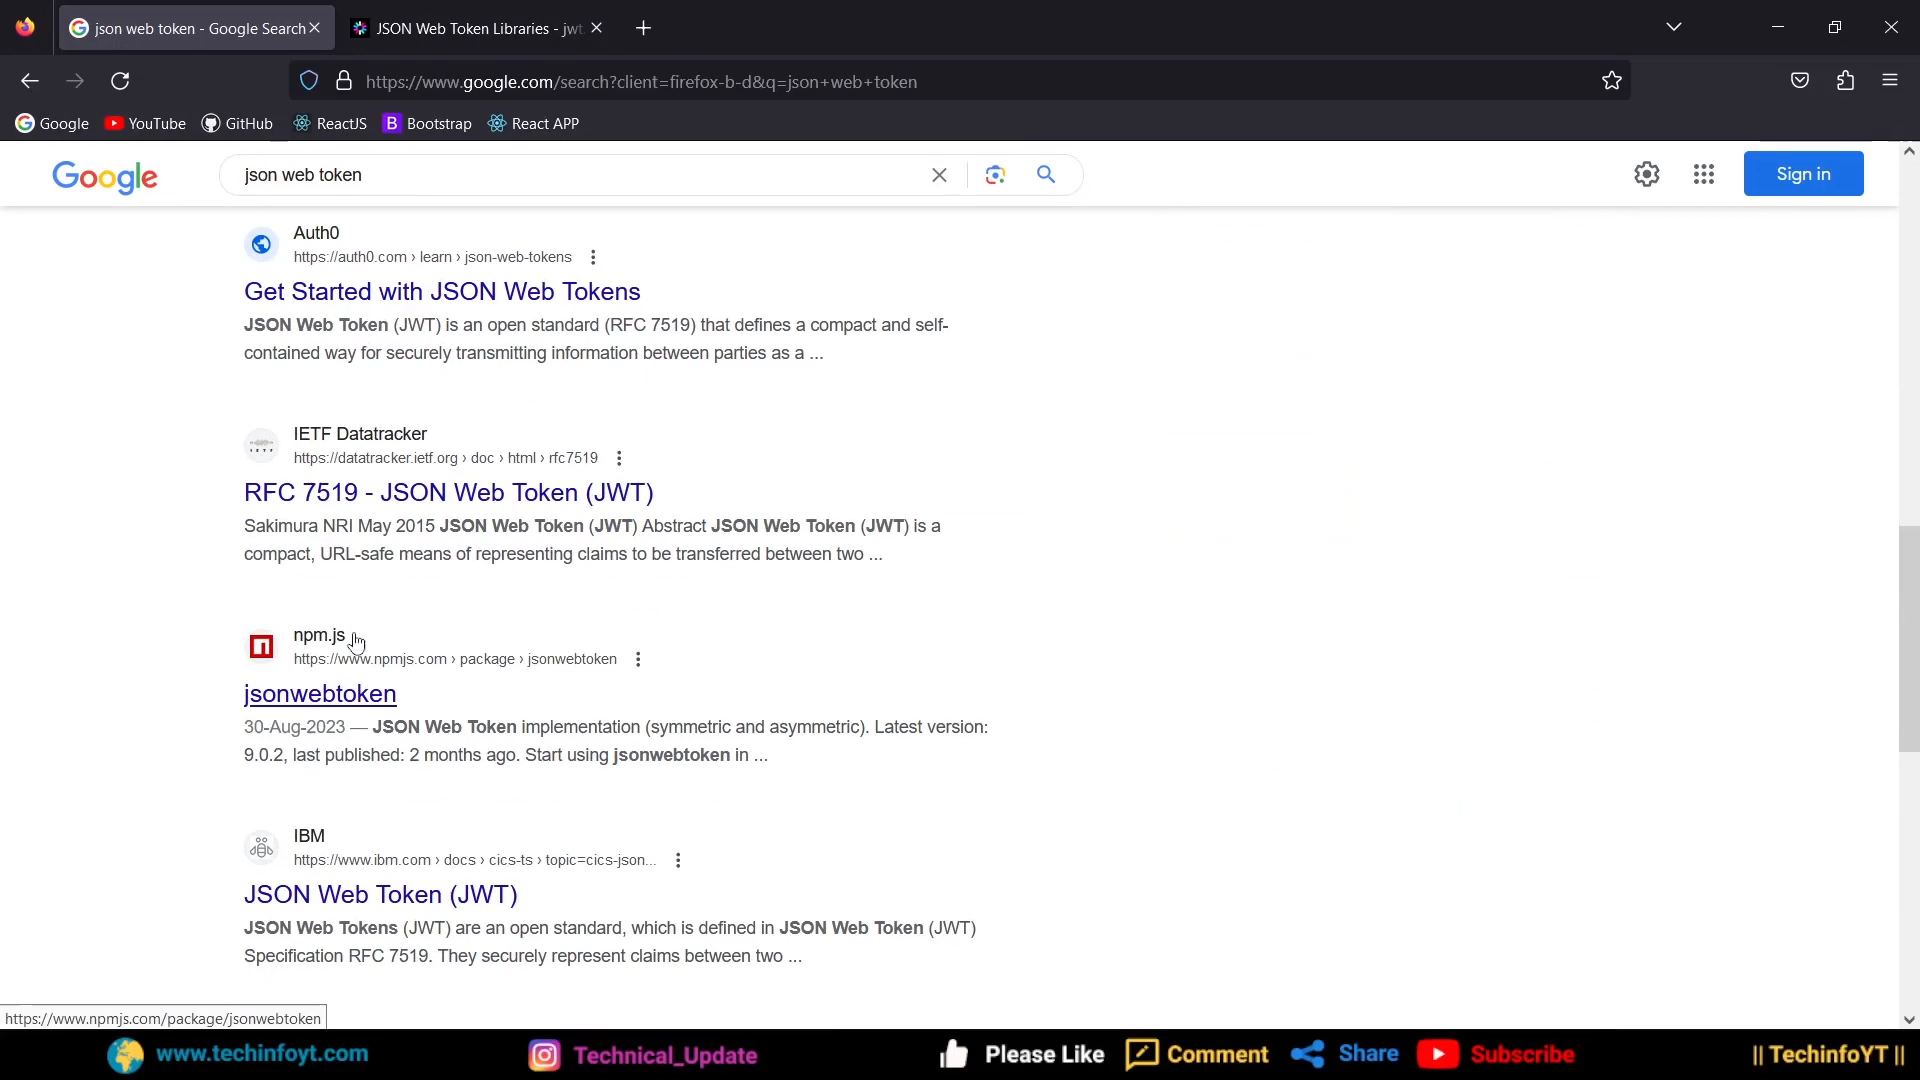 json web token - Google Search
JSON Web Token Libraries - jwt.
https://www.google.com/search?client=firefox-b-d&q=json+web+token
Google
YouTube
GitHub
ReactJS
B Bootstrap
React APP
Google
json web token
Sign in
Auth0
https://auth0.com › learn › json-web-tokens
Get Started with JSON Web Tokens
JSON Web Token (JWT) is an open standard (RFC 7519) that defines a compact and self-
contained way for securely transmitting information between parties as a ...
IETF Datatracker
https://datatracker.ietf.org › doc › html › rfc7519
RFC 7519 - JSON Web Token (JWT)
Sakimura NRI May 2015 JSON Web Token (JWT) Abstract JSON Web Token (JWT) is a
compact, URL-safe means of representing claims to be transferred between two ...
npm.js
https://www.npmjs.com › package › jsonwebtoken
jsonwebtoken
30-Aug-2023 — JSON Web Token implementation (symmetric and asymmetric). Latest version:
9.0.2, last published: 2 months ago. Start using jsonwebtoken in ...
IBM
https://www.ibm.com › docs › cics-ts › topic=cics-json...
JSON Web Token (JWT)
JSON Web Tokens (JWT) are an open standard, which is defined in JSON Web Token (JWT)
Specification RFC 7519. They securely represent claims between two ...
https://www.npmjs.com/package/jsonwebtoken
www.techinfoyt.com
Technical_Update
Please Like
Comment
Share
Subscribe
|| TechinfoYT ||